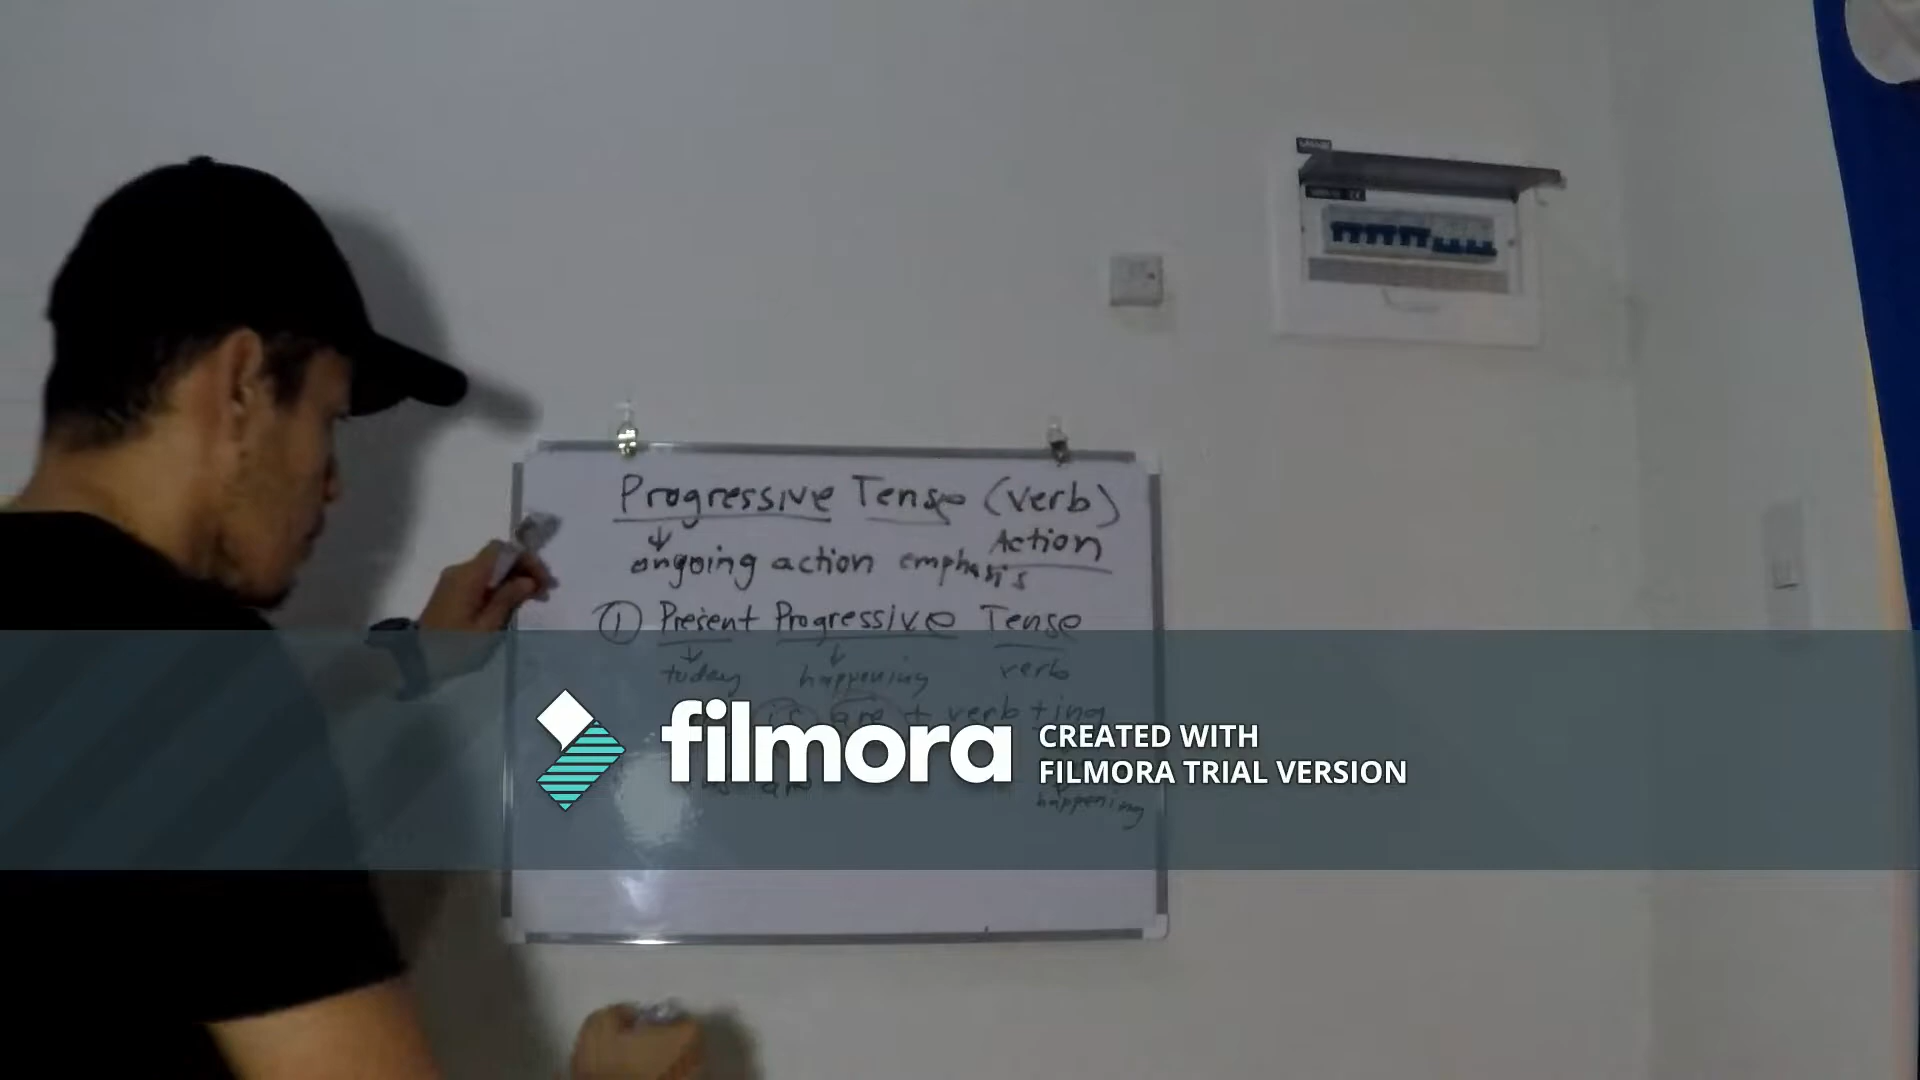 Progressive Tense (verb)
Action
ongoing action emphasis
① Present Progressive Tense
today happening verb
is are + verb + ing
happening
filmora
CREATED WITH
FILMORA TRIAL VERSION